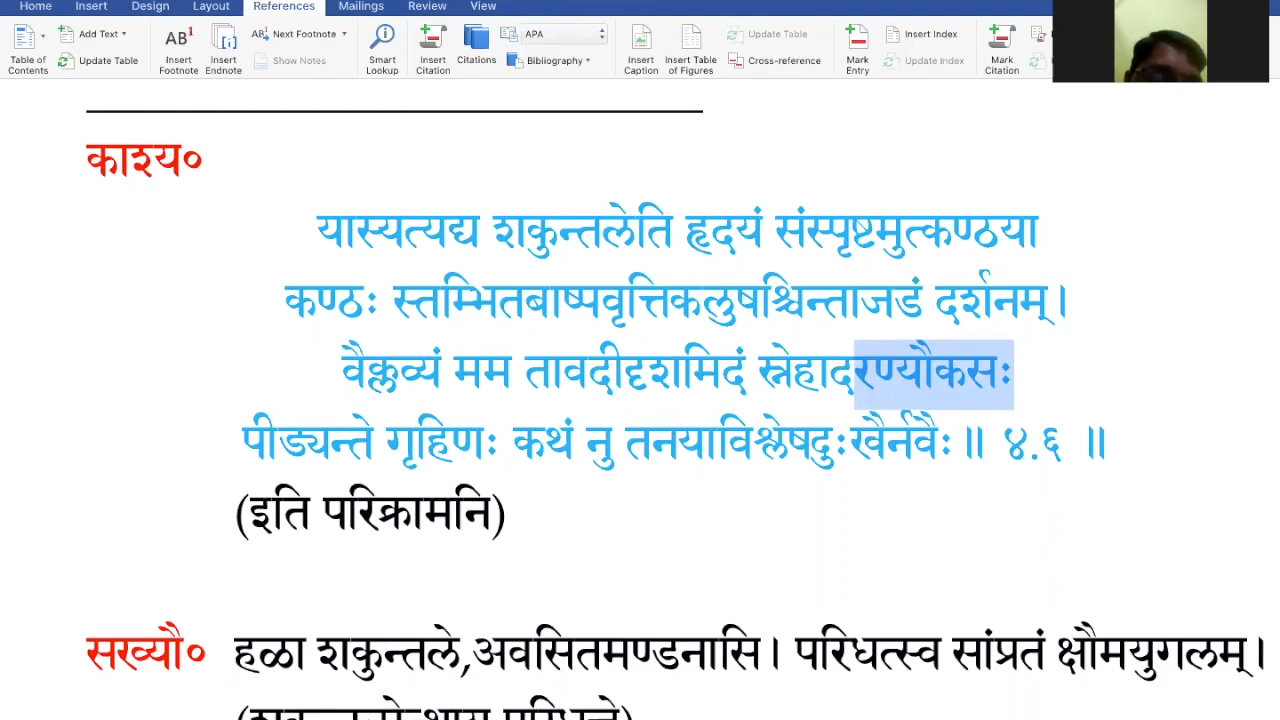 Home Insert Design Layout References Mailings Review View
Table of Contents Add Text Update Table AB¹ Insert Footnote [i] Insert Endnote AB¹ Next Footnote Show Notes Smart Lookup Insert Citation Citations APA Bibliography Insert Caption Insert Table of Figures Update Table Cross-reference Mark Entry Insert Index Update Index Mark Citation
काश्य०
यास्यत्यद्य शकुन्तलेति हृदयं संस्पृष्टमुत्कण्ठया
कण्ठः स्तम्भितबाष्पवृत्तिकलुषश्चिन्ताजडं दर्शनम्।
वैक्लव्यं मम तावदीदृशमिदं स्नेहादरण्यौकसः
पीड्यन्ते गृहिणः कथं नु तनयाविश्लेषदुःखैर्नवैः॥ ४.६ ॥
(इति परिक्रामनि)
सख्यौ० हळा शकुन्तले,अवसितमण्डनासि। परिधत्स्व सांप्रतं क्षौमयुगलम्।